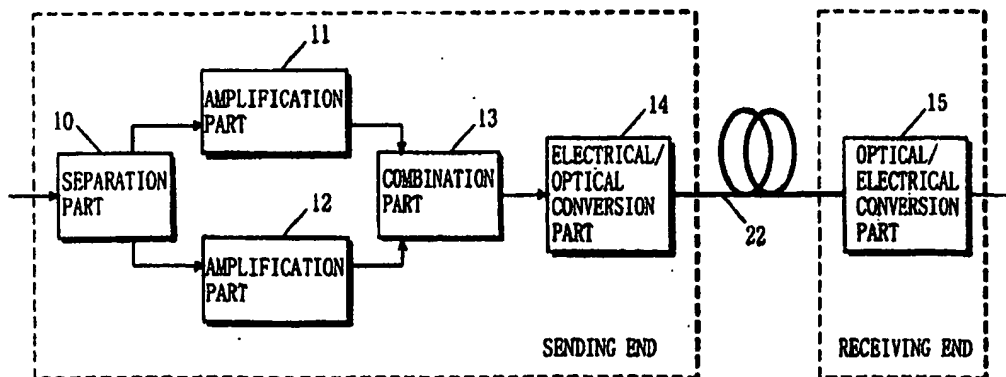 11
AMPLIFICATION
PART
10
SEPARATION
PART
12
AMPLIFICATION
PART
13
COMBINATION
PART
14
ELECTRICAL/
OPTICAL
CONVERSION
PART
22
15
OPTICAL/
ELECTRICAL
CONVERSION
PART
SENDING END
RECEIVING END